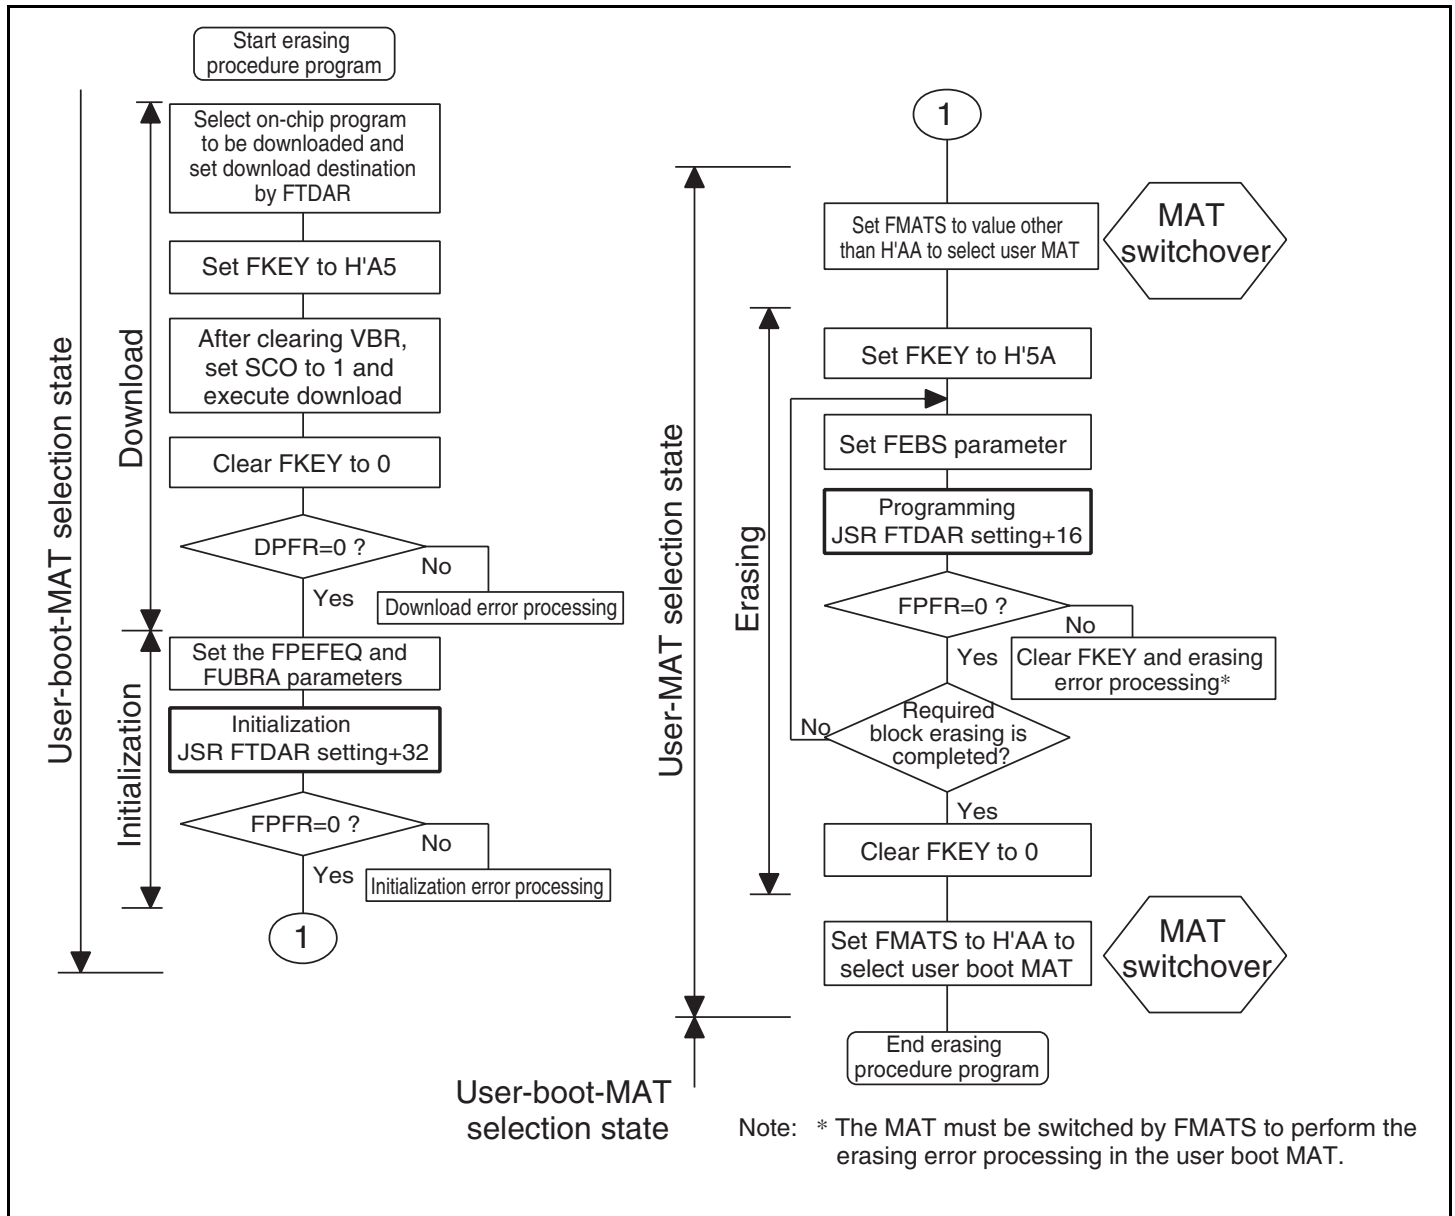 Start erasing
procedure program
User-boot-MAT selection state
Download
Select on-chip program
to be downloaded and
set download destination
by FTDAR
Set FKEY to H'A5
After clearing VBR,
set SCO to 1 and
execute download
Clear FKEY to 0
DPFR=0 ?
No
Yes
Download error processing
Initialization
Set the FPEFEQ and
FUBRA parameters
Initialization
JSR FTDAR setting+32
FPFR=0 ?
No
Yes
Initialization error processing
1
1
User-MAT selection state
Set FMATS to value other
than H'AA to select user MAT
MAT
switchover
Erasing
Set FKEY to H'5A
Set FEBS parameter
Programming
JSR FTDAR setting+16
FPFR=0 ?
No
Yes
Clear FKEY and erasing
error processing*
Required
block erasing is
completed?
No
Yes
Clear FKEY to 0
Set FMATS to H'AA to
select user boot MAT
MAT
switchover
End erasing
procedure program
User-boot-MAT
selection state
Note: * The MAT must be switched by FMATS to perform the
erasing error processing in the user boot MAT.